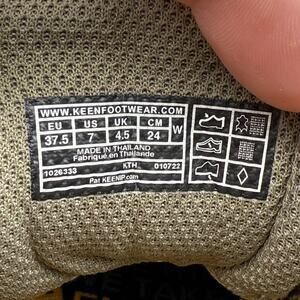 WWW.KEENFOOTWEAR.COM
EU US UK CM W
37.5 7 4.5 24
MADE IN THAILAND
Fabriqué en Thaïlande
1026333 KTH_ 010722
Pat KEENIP.com